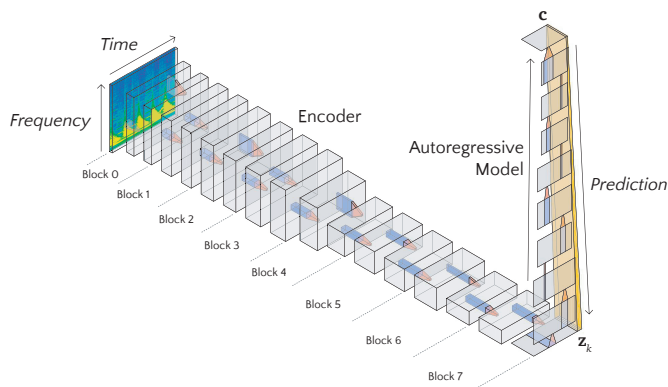 c
Time
Encoder
Frequency
Autoregressive
Model
Prediction
Block 0
Block 1
Block 2
Block 3
Block 4
Block 5
Block 6
Block 7
z_k